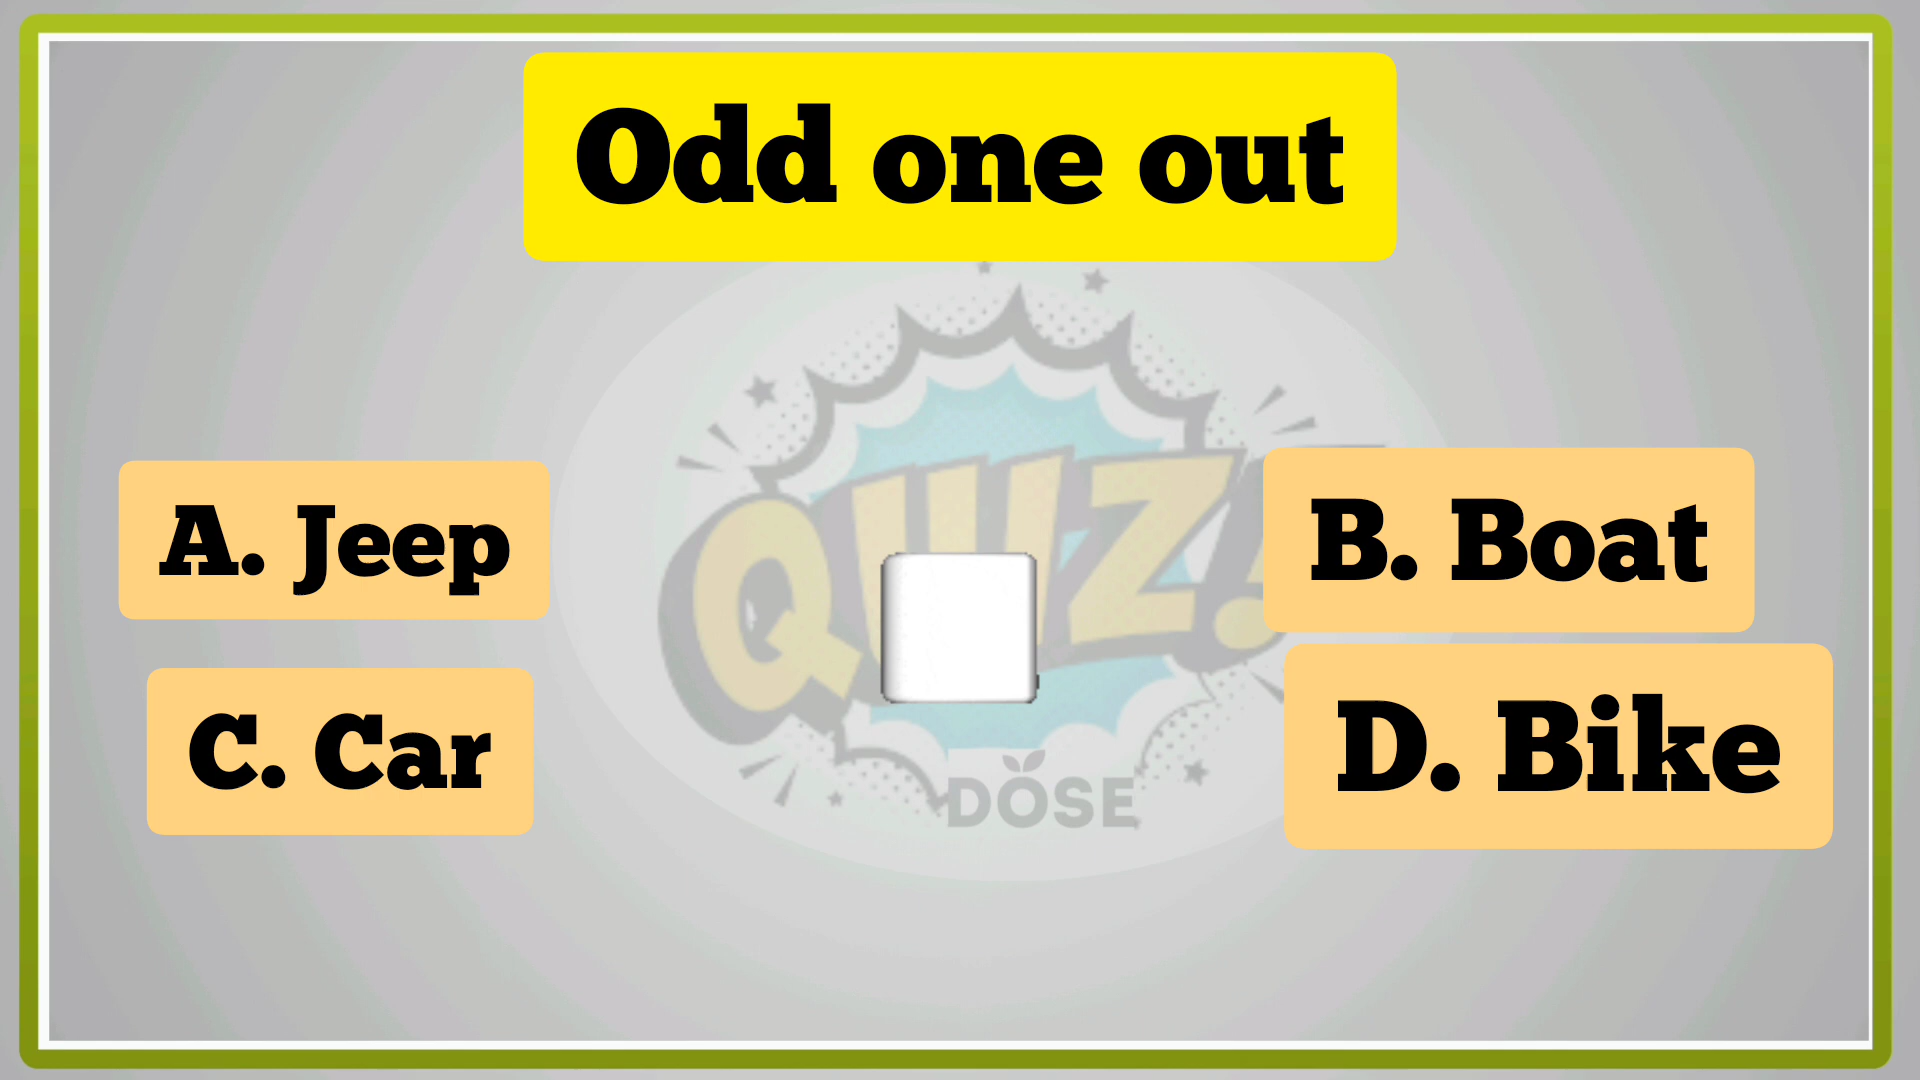 Odd one out
A. Jeep
B. Boat
C. Car
D. Bike
QUIZ!
DOSE